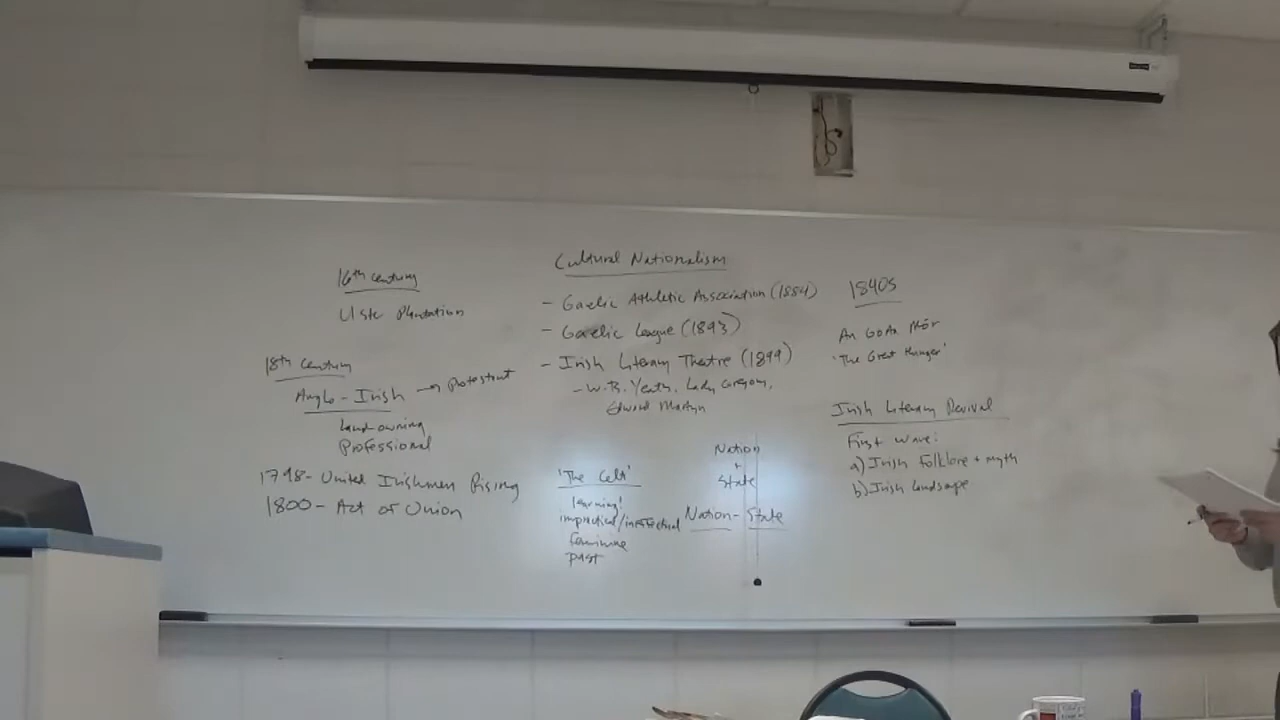 16th century
Ulster Plantation
18th century
Anglo-Irish → Protestant
Landowning
Professional
1798- United Irishmen Rising
1800- Act of Union
Cultural Nationalism
- Gaelic Athletic Association (1884)
- Gaelic League (1893)
- Irish Literary Theatre (1899)
- W.B. Yeats, Lady Gregory,
Edward Martyn
'The Celt'
impractical/ineffectual
feminine
past
Nation
+
State
Nation-State
1840s
An Gorta Mór
'The Great Hunger'
Irish Literary Revival
First Wave:
a) Irish Folklore + myth
b) Irish landscape